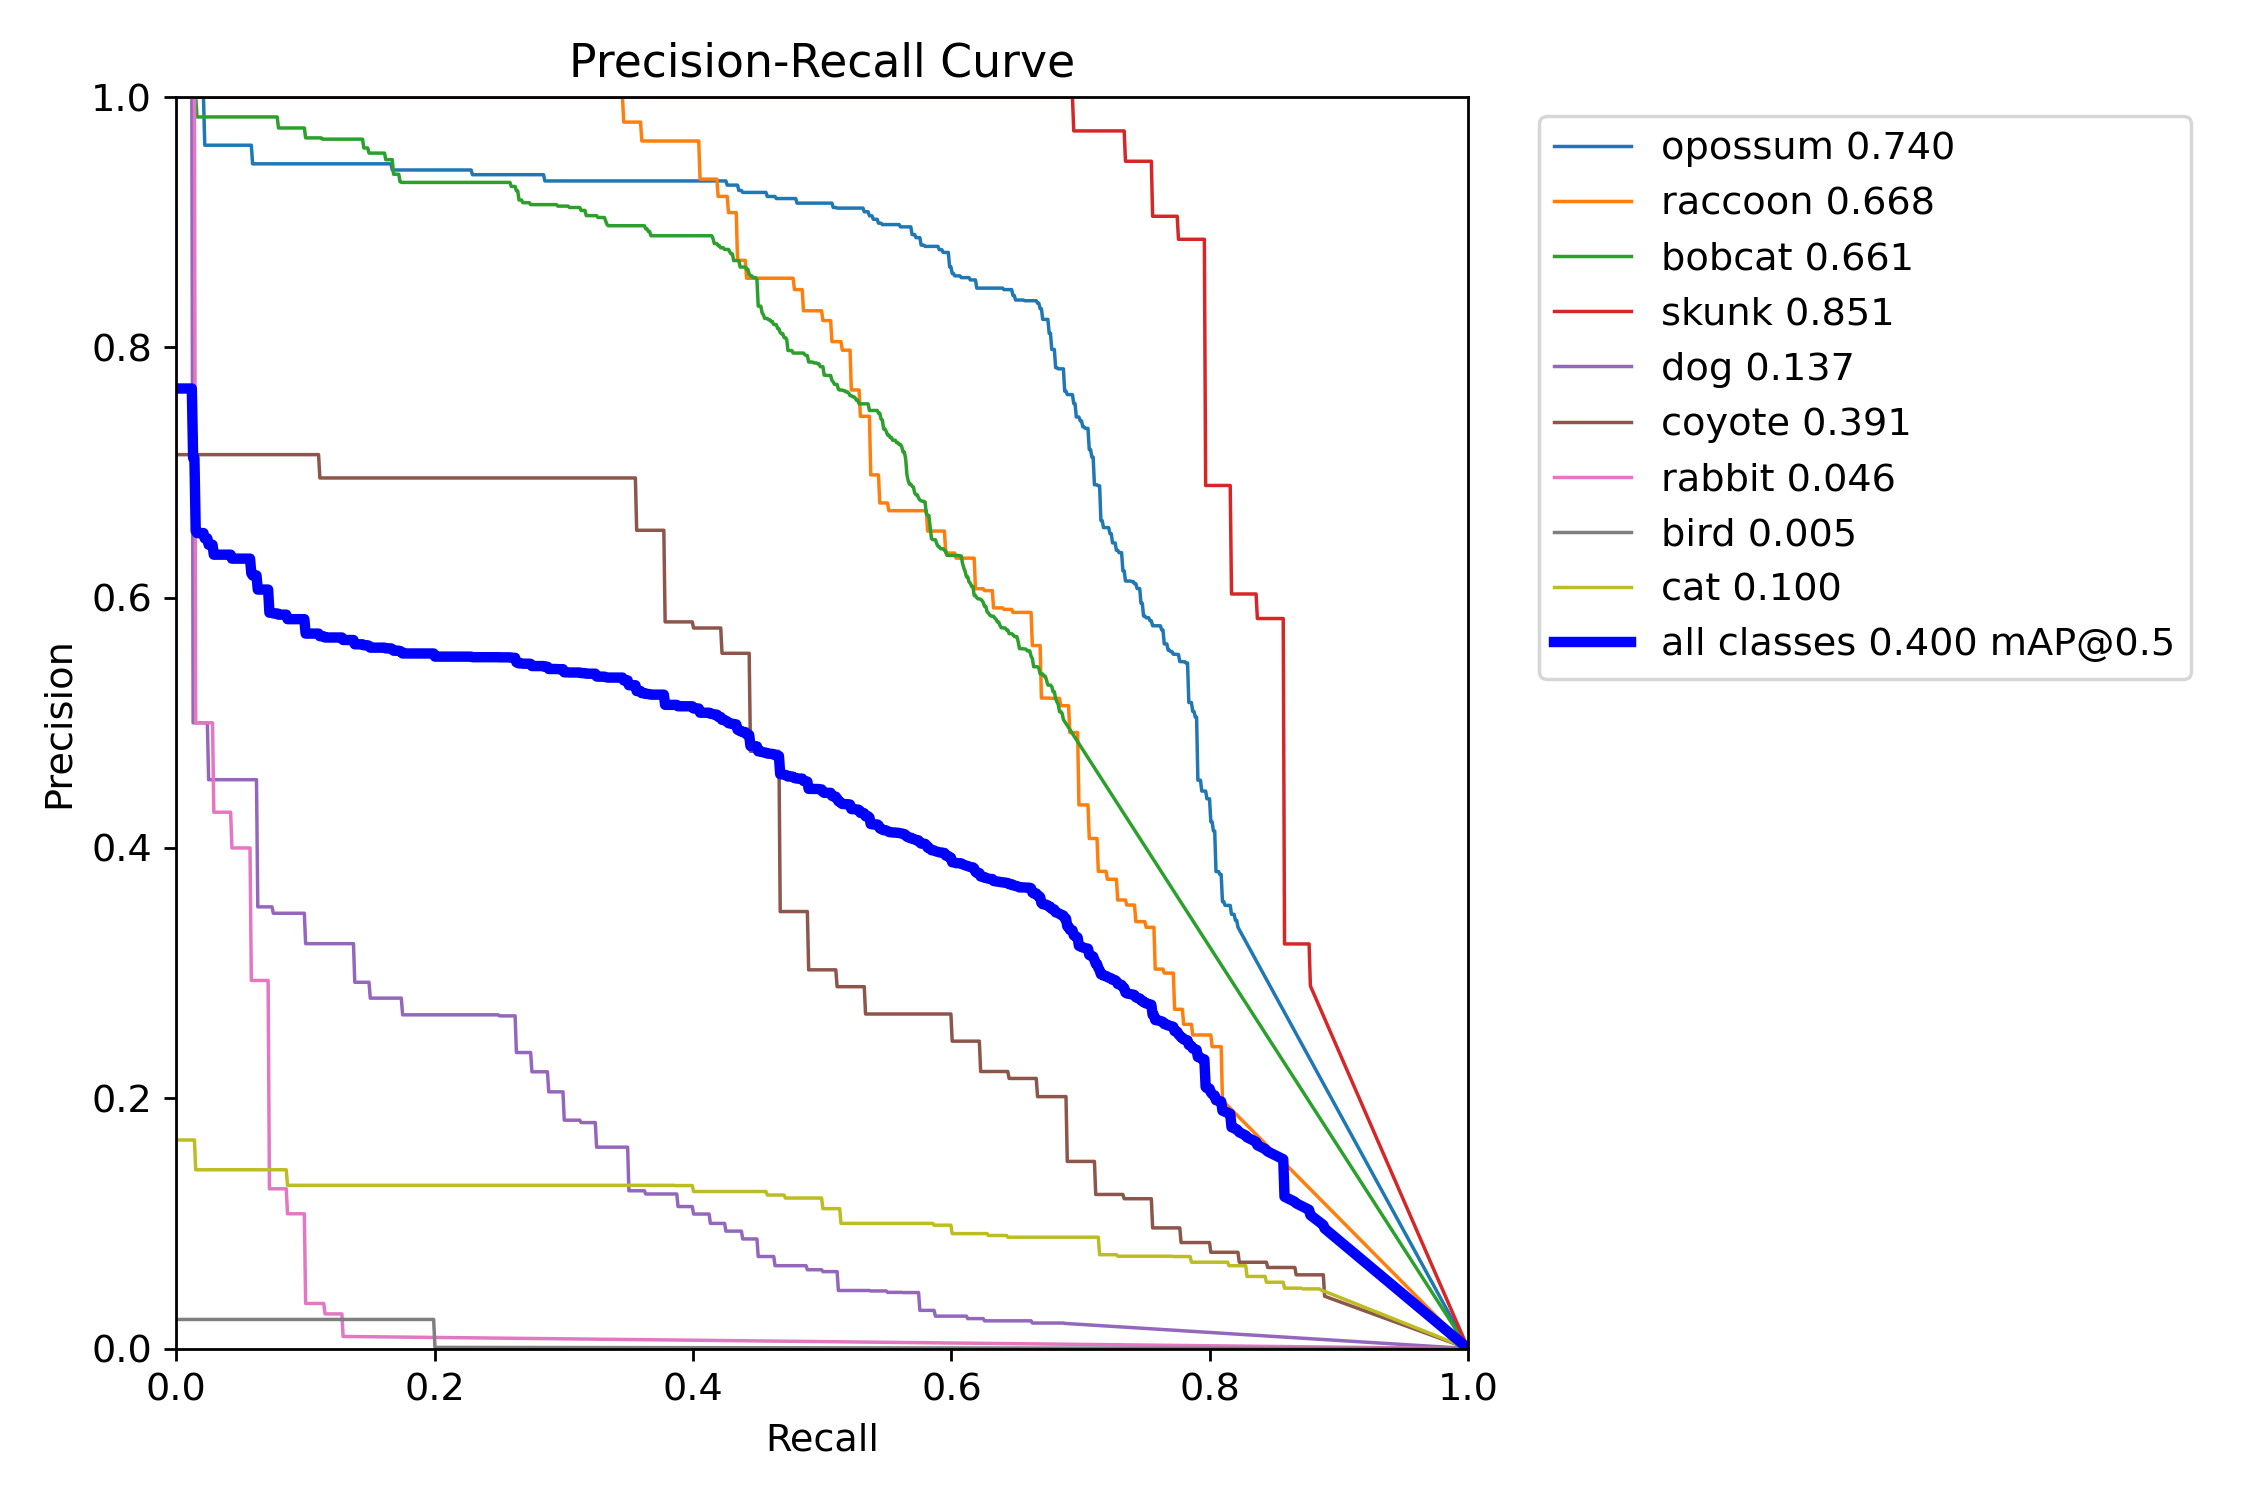 Precision-Recall Curve
1.0
0.8
0.6
0.4
0.2
0.0
Precision
0.0 0.2 0.4 0.6 0.8 1.0
Recall
opossum 0.740
raccoon 0.668
bobcat 0.661
skunk 0.851
dog 0.137
coyote 0.391
rabbit 0.046
bird 0.005
cat 0.100
all classes 0.400 mAP@0.5